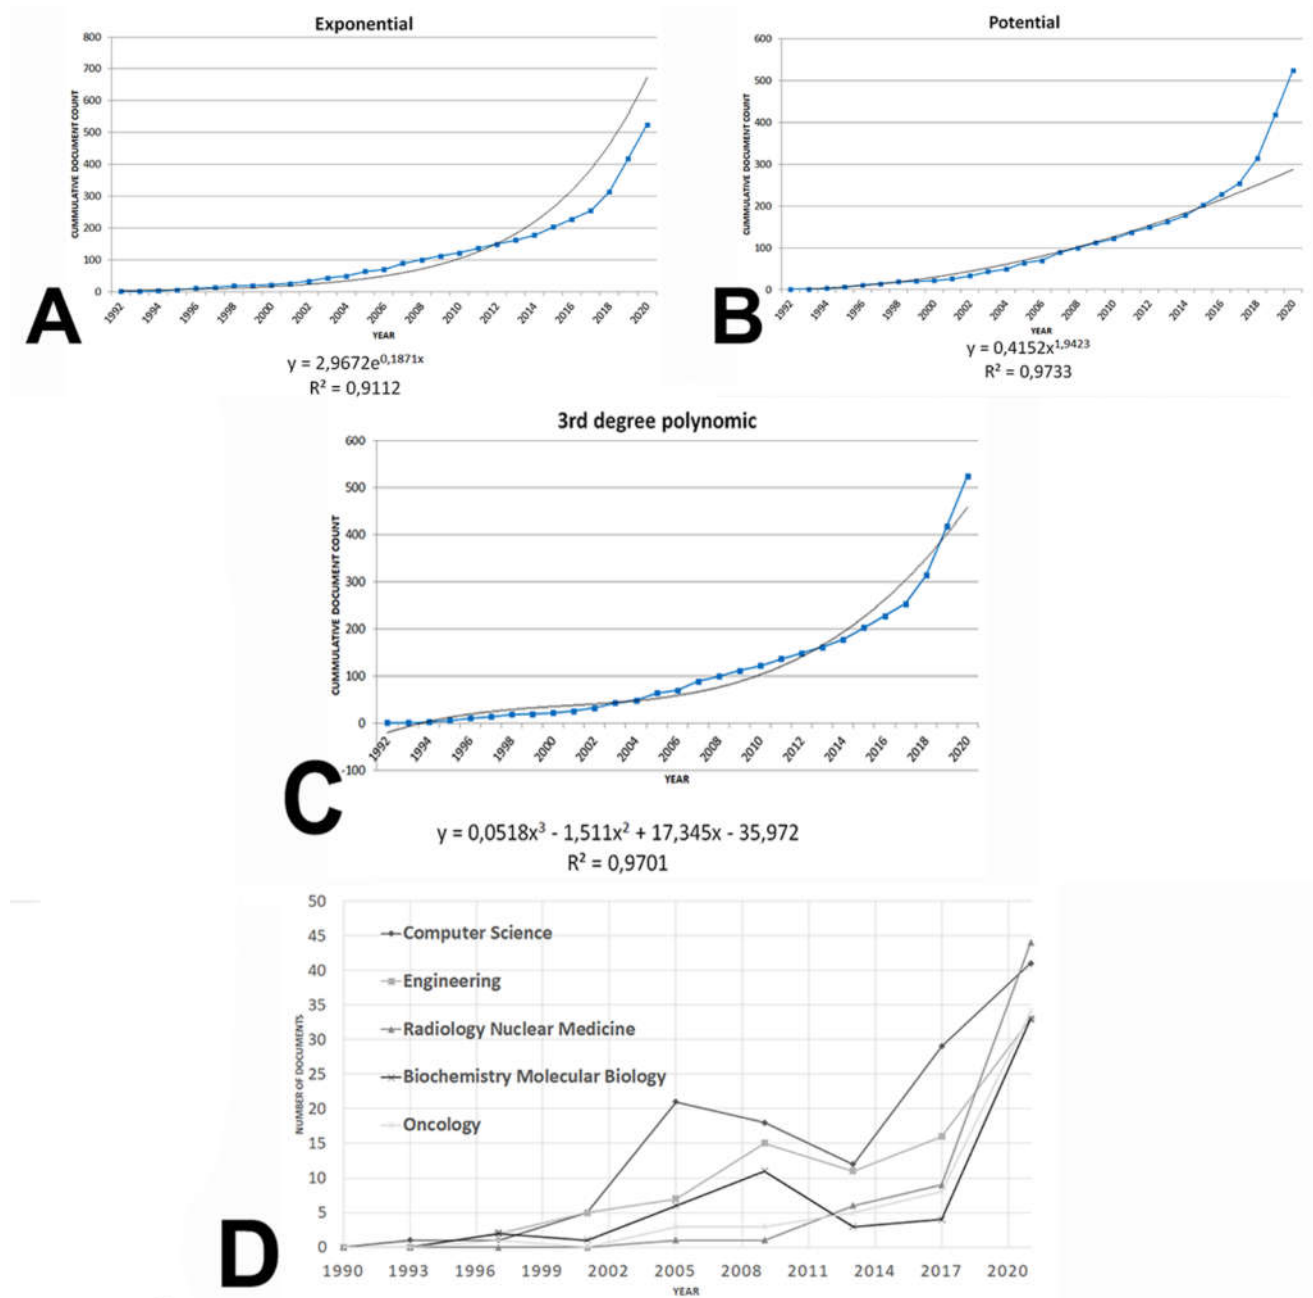 Exponential
CUMMULATIVE DOCUMENT COUNT
800
700
600
500
400
300
200
100
0
1992 1994 1996 1998 2000 2002 2004 2006 2008 2010 2012 2014 2016 2018 2020
YEAR
A
y = 2,9672e^0,1871x
R² = 0,9112
Potential
CUMMULATIVE DOCUMENT COUNT
600
500
400
300
200
100
0
1992 1994 1996 1998 2000 2002 2004 2006 2008 2010 2012 2014 2016 2018 2020
YEAR
B
y = 0,4152x^1,9423
R² = 0,9733
3rd degree polynomic
CUMMULATIVE DOCUMENT COUNT
600
500
400
300
200
100
0
-100
1992 1994 1996 1998 2000 2002 2004 2006 2008 2010 2012 2014 2016 2018 2020
YEAR
C
y = 0,0518x³ - 1,511x² + 17,345x - 35,972
R² = 0,9701
NUMBER OF DOCUMENTS
50
45
40
35
30
25
20
15
10
5
0
Computer Science
Engineering
Radiology Nuclear Medicine
Biochemistry Molecular Biology
Oncology
1990 1993 1996 1999 2002 2005 2008 2011 2014 2017 2020
YEAR
D